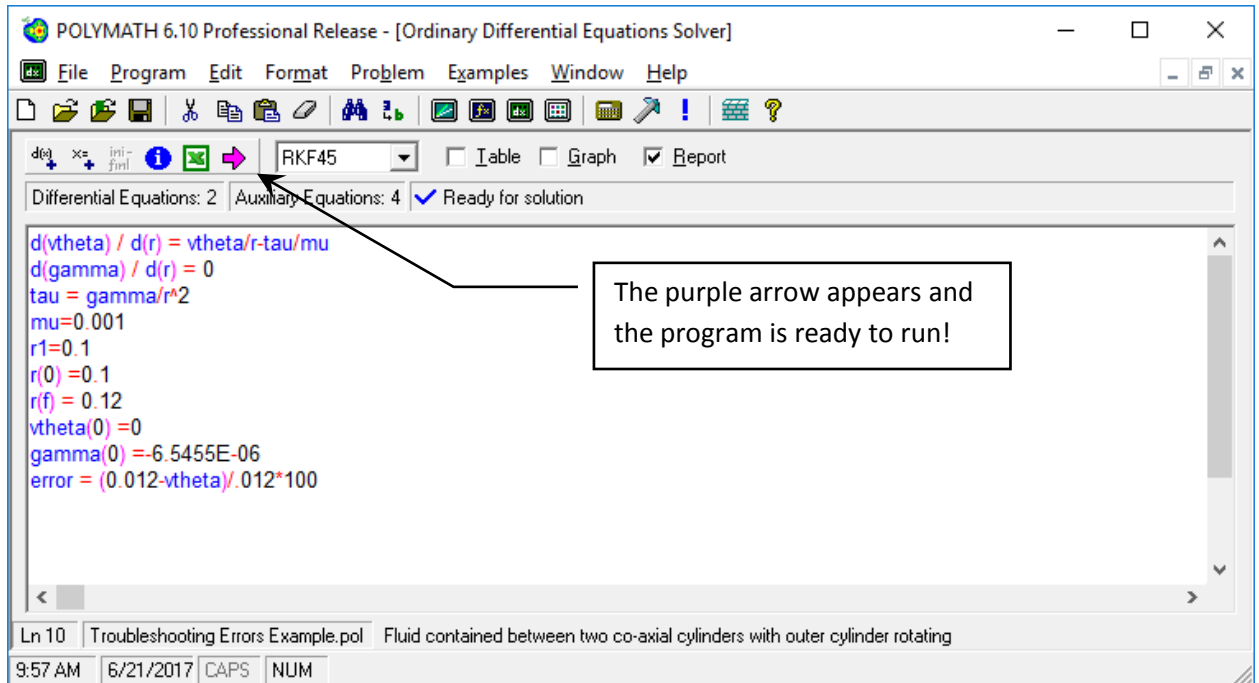 POLYMATH 6.10 Professional Release - [Ordinary Differential Equations Solver]
File Program Edit Format Problem Examples Window Help
d(x) x= ini- finl RKF45 Table Graph Report
Differential Equations: 2 Auxiliary Equations: 4 Ready for solution
d(vtheta) / d(r) = vtheta/r-tau/mu
d(gamma) / d(r) = 0
tau = gamma/r^2
mu=0.001
r1=0.1
r(0) =0.1
r(f) = 0.12
vtheta(0) =0
gamma(0) =-6.5455E-06
error = (0.012-vtheta)/.012*100
The purple arrow appears and
the program is ready to run!
Ln 10 Troubleshooting Errors Example.pol Fluid contained between two co-axial cylinders with outer cylinder rotating
9:57 AM 6/21/2017 CAPS NUM